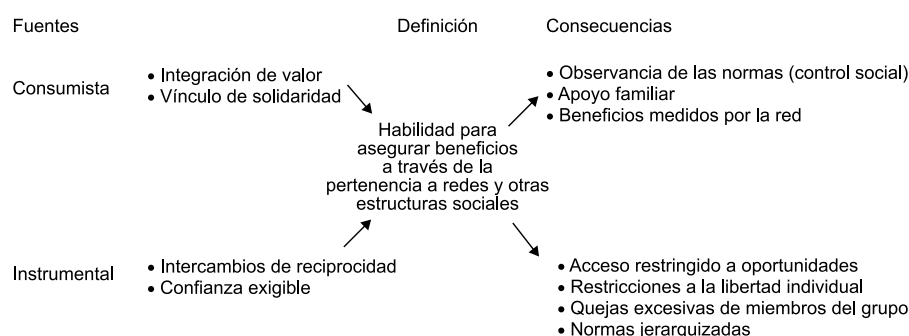 Fuentes
Definición
Consecuencias
Consumista
• Integración de valor
• Vínculo de solidaridad
• Observancia de las normas (control social)
• Apoyo familiar
• Beneficios medidos por la red
Habilidad para
asegurar beneficios
a través de la
pertenencia a redes y otras
estructuras sociales
Instrumental
• Intercambios de reciprocidad
• Confianza exigible
• Acceso restringido a oportunidades
• Restricciones a la libertad individual
• Quejas excesivas de miembros del grupo
• Normas jerarquizadas